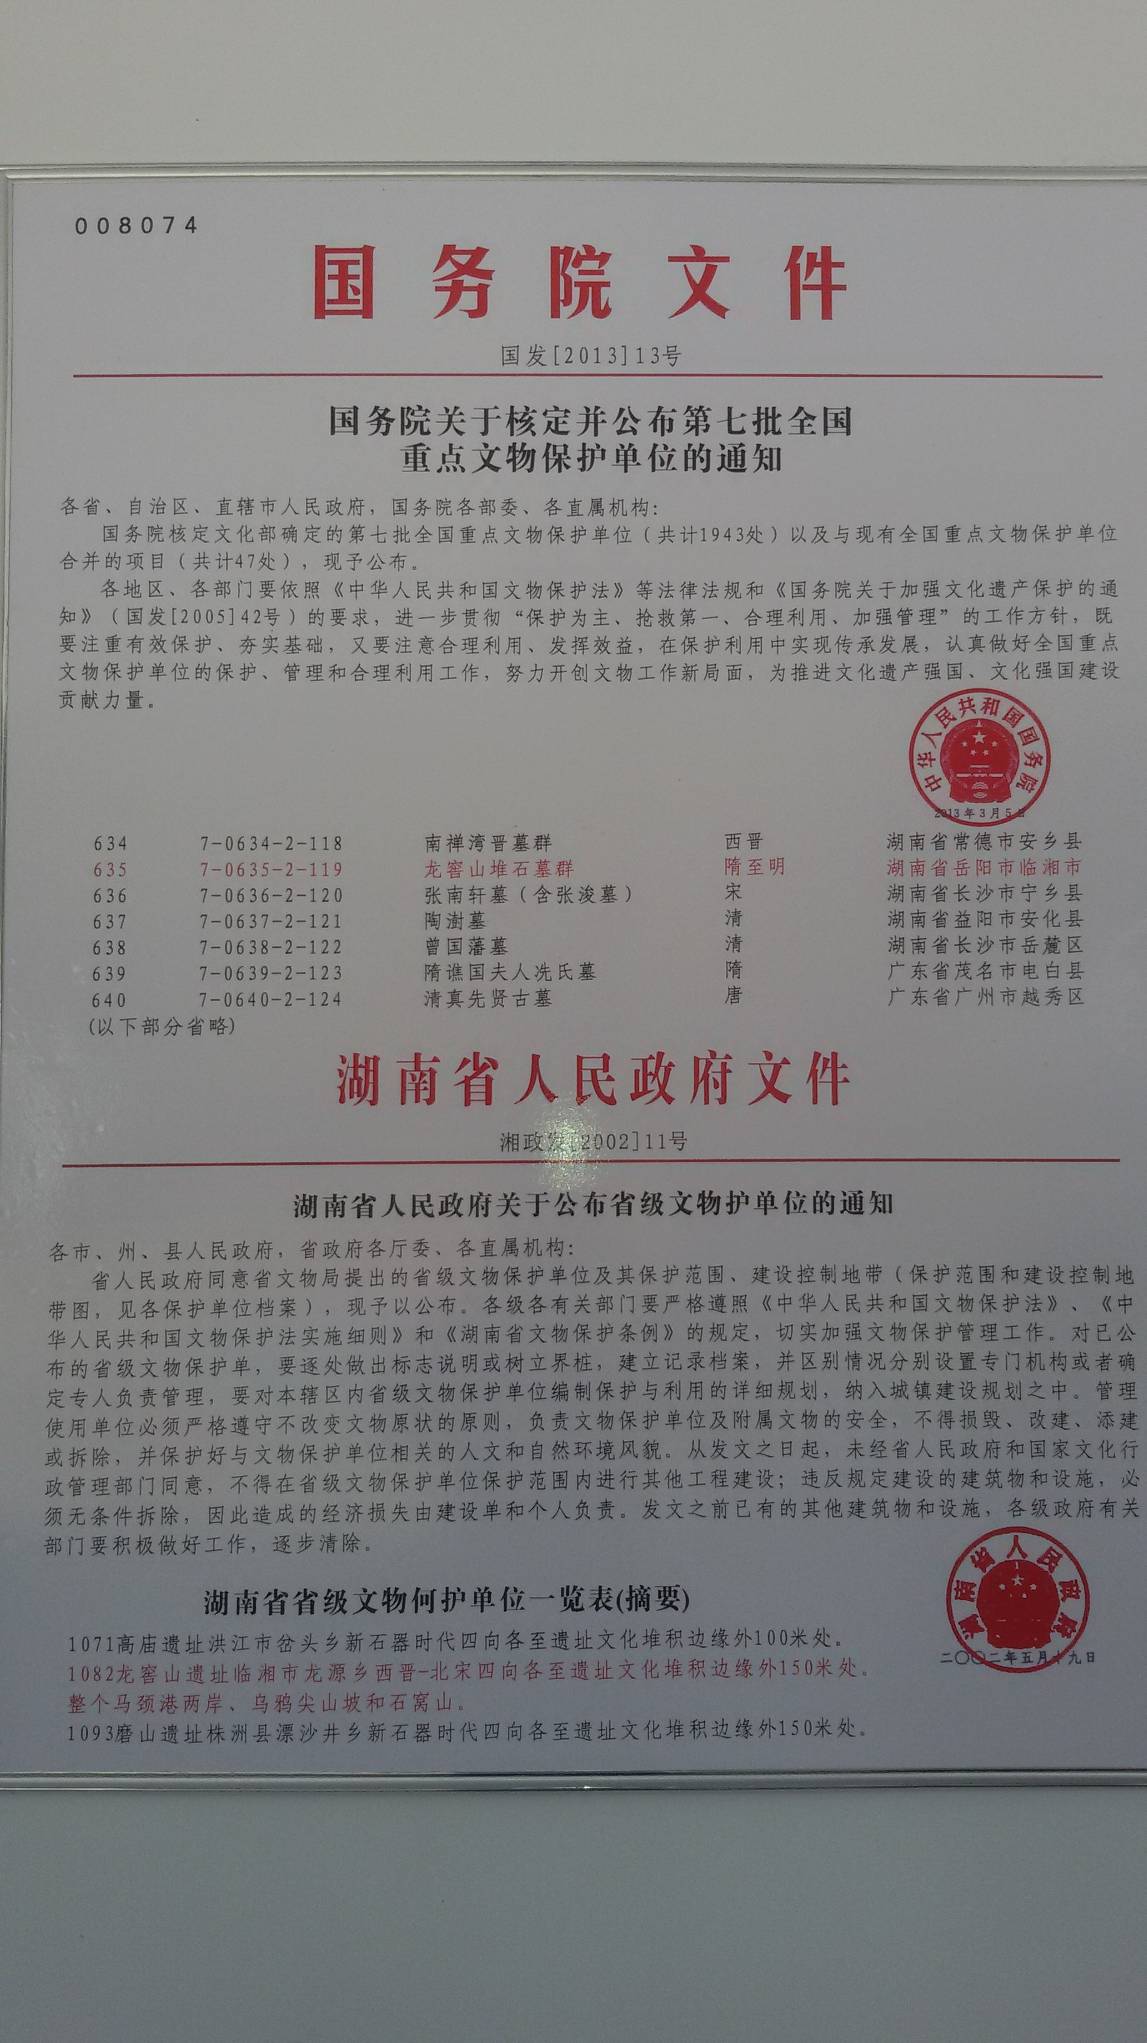 008074
国务院文件
国发[2013]13号
国务院关于核定并公布第七批全国
重点文物保护单位的通知
各省、自治区、直辖市人民政府，国务院各部委、各直属机构：
国务院核定文化部确定的第七批全国重点文物保护单位（共计1943处）以及与现有全国重点文物保护单位
合并的项目（共计47处），现予公布。
各地区、各部门要依照《中华人民共和国文物保护法》等法律法规和《国务院关于加强文化遗产保护的通
知》（国发[2005]42号）的要求，进一步贯彻“保护为主、抢救第一、合理利用、加强管理”的工作方针，既
要注重有效保护、夯实基础，又要注意合理利用、发挥效益，在保护利用中实现传承发展，认真做好全国重点
文物保护单位的保护、管理和合理利用工作，努力开创文物工作新局面，为推进文化遗产强国、文化强国建设
贡献力量。
中华人民共和国国务院
2013年3月5日
634 7-0634-2-118 南禅湾晋墓群 西晋 湖南省常德市安乡县
635 7-0635-2-119 龙窖山堆石墓群 隋至明 湖南省岳阳市临湘市
636 7-0636-2-120 张南轩墓（含张浚墓） 宋 湖南省长沙市宁乡县
637 7-0637-2-121 陶澍墓 清 湖南省益阳市安化县
638 7-0638-2-122 曾国藩墓 清 湖南省长沙市岳麓区
639 7-0639-2-123 隋谯国夫人冼氏墓 隋 广东省茂名市电白县
640 7-0640-2-124 清真先贤古墓 唐 广东省广州市越秀区
(以下部分省略)
湖南省人民政府文件
湘政发[2002]11号
湖南省人民政府关于公布省级文物护单位的通知
各市、州、县人民政府，省政府各厅委、各直属机构：
省人民政府同意省文物局提出的省级文物保护单位及其保护范围、建设控制地带（保护范围和建设控制地
带图，见各保护单位档案），现予以公布。各级各有关部门要严格遵照《中华人民共和国文物保护法》、《中
华人民共和国文物保护法实施细则》和《湖南省文物保护条例》的规定，切实加强文物保护管理工作。对已公
布的省级文物保护单，要逐处做出标志说明或树立界桩，建立记录档案，并区别情况分别设置专门机构或者确
定专人负责管理，要对本辖区内省级文物保护单位编制保护与利用的详细规划，纳入城镇建设规划之中。管理
使用单位必须严格遵守不改变文物原状的原则，负责文物保护单位及附属文物的安全，不得损毁、改建、添建
或拆除，并保护好与文物保护单位相关的人文和自然环境风貌。从发文之日起，未经省人民政府和国家文化行
政管理部门同意，不得在省级文物保护单位保护范围内进行其他工程建设；违反规定建设的建筑物和设施，必
须无条件拆除，因此造成的经济损失由建设单和个人负责。发文之前已有的其他建筑物和设施，各级政府有关
部门要积极做好工作，逐步清除。
湖南省人民政府
二〇〇二年五月十九日
湖南省省级文物何护单位一览表(摘要)
1071高庙遗址洪江市岔头乡新石器时代四向各至遗址文化堆积边缘外100米处。
1082龙窖山遗址临湘市龙源乡西晋-北宋四向各至遗址文化堆积边缘外150米处。
整个马颈港两岸、乌鸦尖山坡和石窝山。
1093磨山遗址株洲县漂沙井乡新石器时代四向各至遗址文化堆积边缘外150米处。